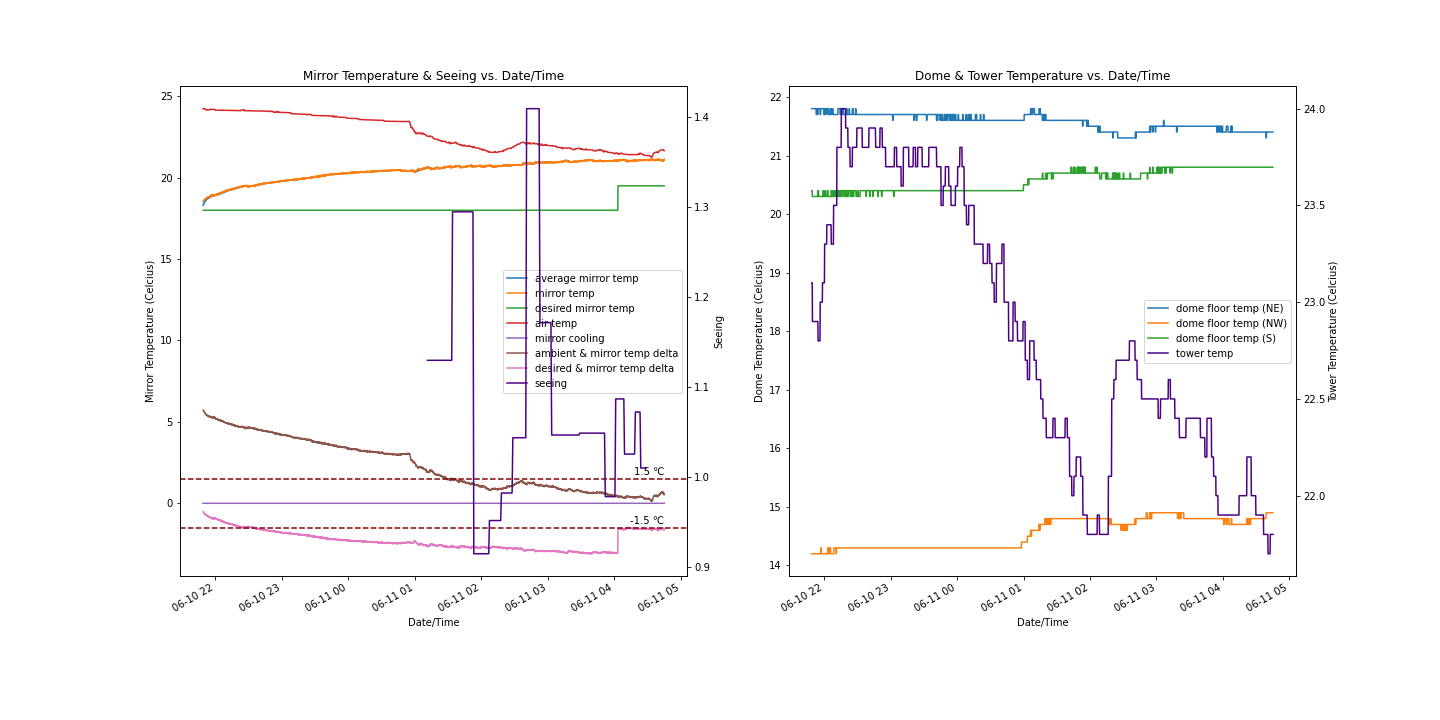 Mirror Temperature & Seeing vs. Date/Time
25
20
15
10
5
0
Mirror Temperature (Celcius)
1.4
1.3
1.2
1.1
1.0
0.9
Seeing
average mirror temp
mirror temp
desired mirror temp
air temp
mirror cooling
ambient & mirror temp delta
desired & mirror temp delta
seeing
1.5 °C
-1.5 °C
06-10 22
06-10 23
06-11 00
06-11 01
06-11 02
06-11 03
06-11 04
06-11 05
Date/Time
Dome & Tower Temperature vs. Date/Time
22
21
20
19
18
17
16
15
14
Dome Temperature (Celcius)
24.0
23.5
23.0
22.5
22.0
Tower Temperature (Celcius)
dome floor temp (NE)
dome floor temp (NW)
dome floor temp (S)
tower temp
06-10 22
06-10 23
06-11 00
06-11 01
06-11 02
06-11 03
06-11 04
06-11 05
Date/Time